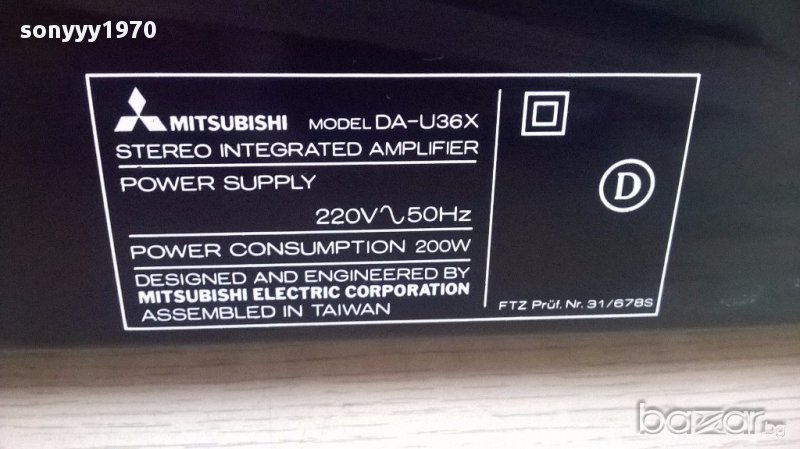 sonyyy1970
MITSUBISHI MODEL DA-U36X
STEREO INTEGRATED AMPLIFIER
POWER SUPPLY
220V∿50Hz
POWER CONSUMPTION 200W
DESIGNED AND ENGINEERED BY
MITSUBISHI ELECTRIC CORPORATION
ASSEMBLED IN TAIWAN
D
FTZ Prüf. Nr. 31/678S
bazar.bg